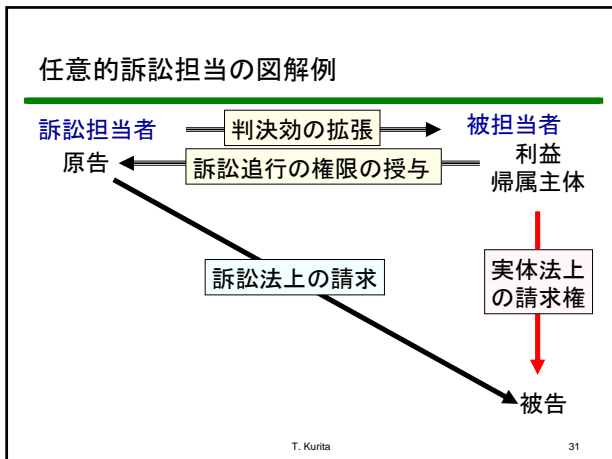 任意的訴訟担当の図解例
訴訟担当者
判決効の拡張
被担当者
原告
訴訟追行の権限の授与
利益
帰属主体
訴訟法上の請求
実体法上
の請求権
被告
T. Kurita
31